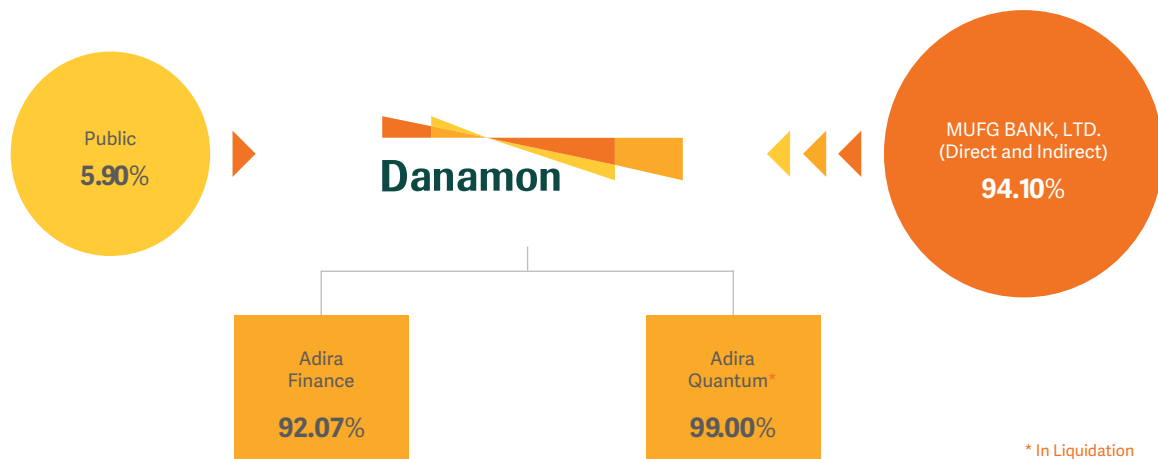 Public
5.90%
Danamon
MUFG BANK, LTD.
(Direct and Indirect)
94.10%
Adira
Finance
92.07%
Adira
Quantum*
99.00%
* In Liquidation